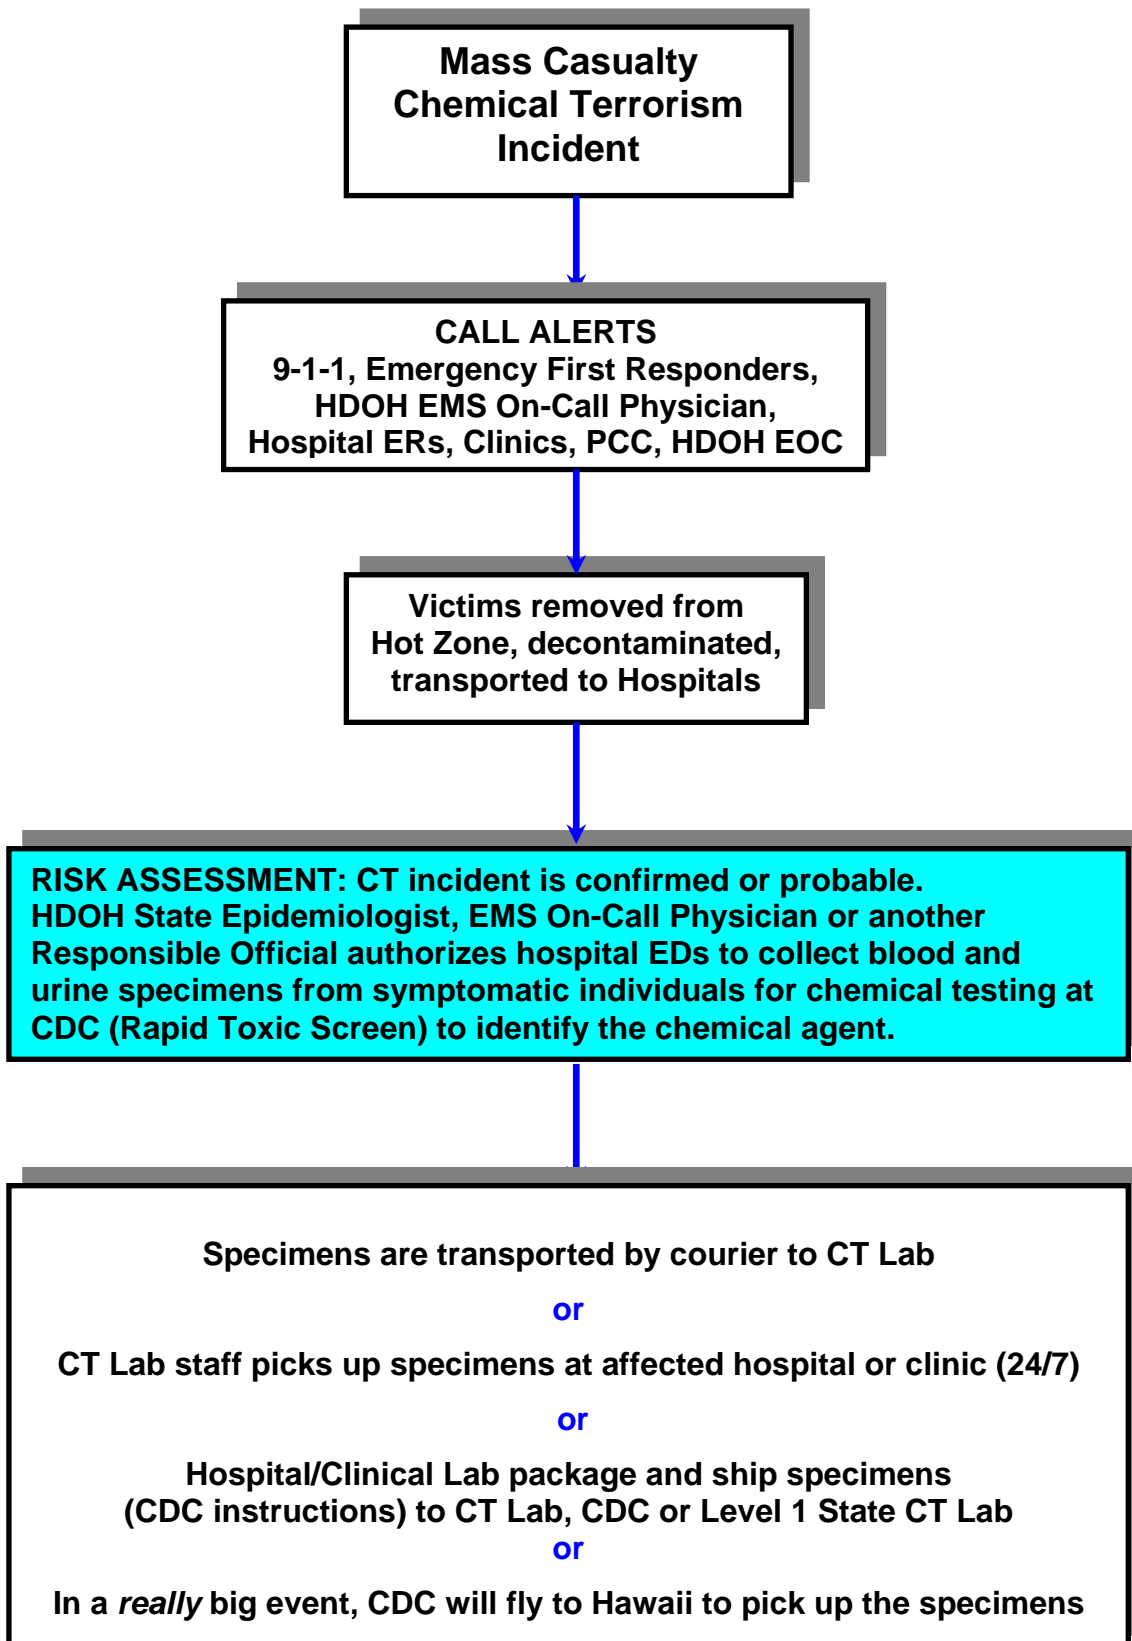 Mass Casualty
Chemical Terrorism
Incident
CALL ALERTS
9-1-1, Emergency First Responders,
HDOH EMS On-Call Physician,
Hospital ERs, Clinics, PCC, HDOH EOC
Victims removed from
Hot Zone, decontaminated,
transported to Hospitals
RISK ASSESSMENT: CT incident is confirmed or probable.
HDOH State Epidemiologist, EMS On-Call Physician or another
Responsible Official authorizes hospital EDs to collect blood and
urine specimens from symptomatic individuals for chemical testing at
CDC (Rapid Toxic Screen) to identify the chemical agent.
Specimens are transported by courier to CT Lab
or
CT Lab staff picks up specimens at affected hospital or clinic (24/7)
or
Hospital/Clinical Lab package and ship specimens
(CDC instructions) to CT Lab, CDC or Level 1 State CT Lab
or
In a really big event, CDC will fly to Hawaii to pick up the specimens